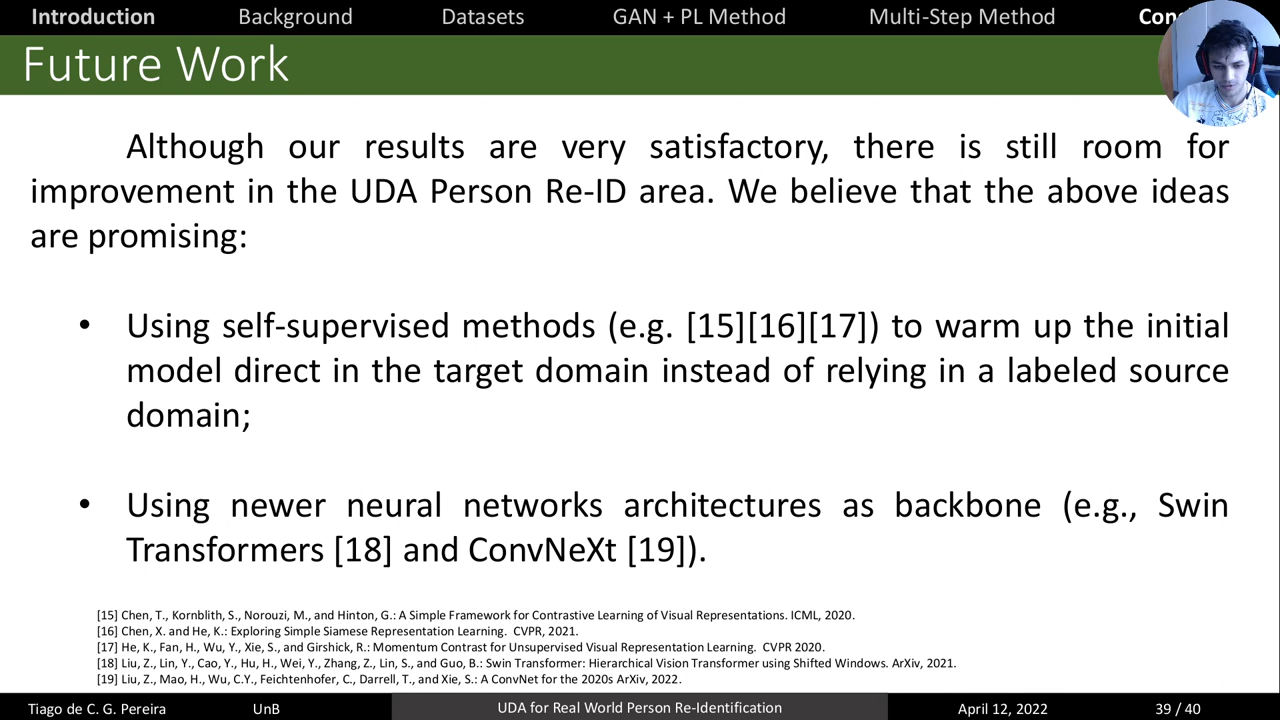 Introduction Background Datasets GAN + PL Method Multi-Step Method
Future Work
Although our results are very satisfactory, there is still room for
improvement in the UDA Person Re-ID area. We believe that the above ideas
are promising:
• Using self-supervised methods (e.g. [15][16][17]) to warm up the initial
model direct in the target domain instead of relying in a labeled source
domain;
• Using newer neural networks architectures as backbone (e.g., Swin
Transformers [18] and ConvNeXt [19]).
[15] Chen, T., Kornblith, S., Norouzi, M., and Hinton, G.: A Simple Framework for Contrastive Learning of Visual Representations. ICML, 2020.
[16] Chen, X. and He, K.: Exploring Simple Siamese Representation Learning. CVPR, 2021.
[17] He, K., Fan, H., Wu, Y., Xie, S., and Girshick, R.: Momentum Contrast for Unsupervised Visual Representation Learning. CVPR 2020.
[18] Liu, Z., Lin, Y., Cao, Y., Hu, H., Wei, Y., Zhang, Z., Lin, S., and Guo, B.: Swin Transformer: Hierarchical Vision Transformer using Shifted Windows. ArXiv, 2021.
[19] Liu, Z., Mao, H., Wu, C.Y., Feichtenhofer, C., Darrell, T., and Xie, S.: A ConvNet for the 2020s ArXiv, 2022.
Tiago de C. G. Pereira UnB UDA for Real World Person Re-Identification April 12, 2022 39 / 40